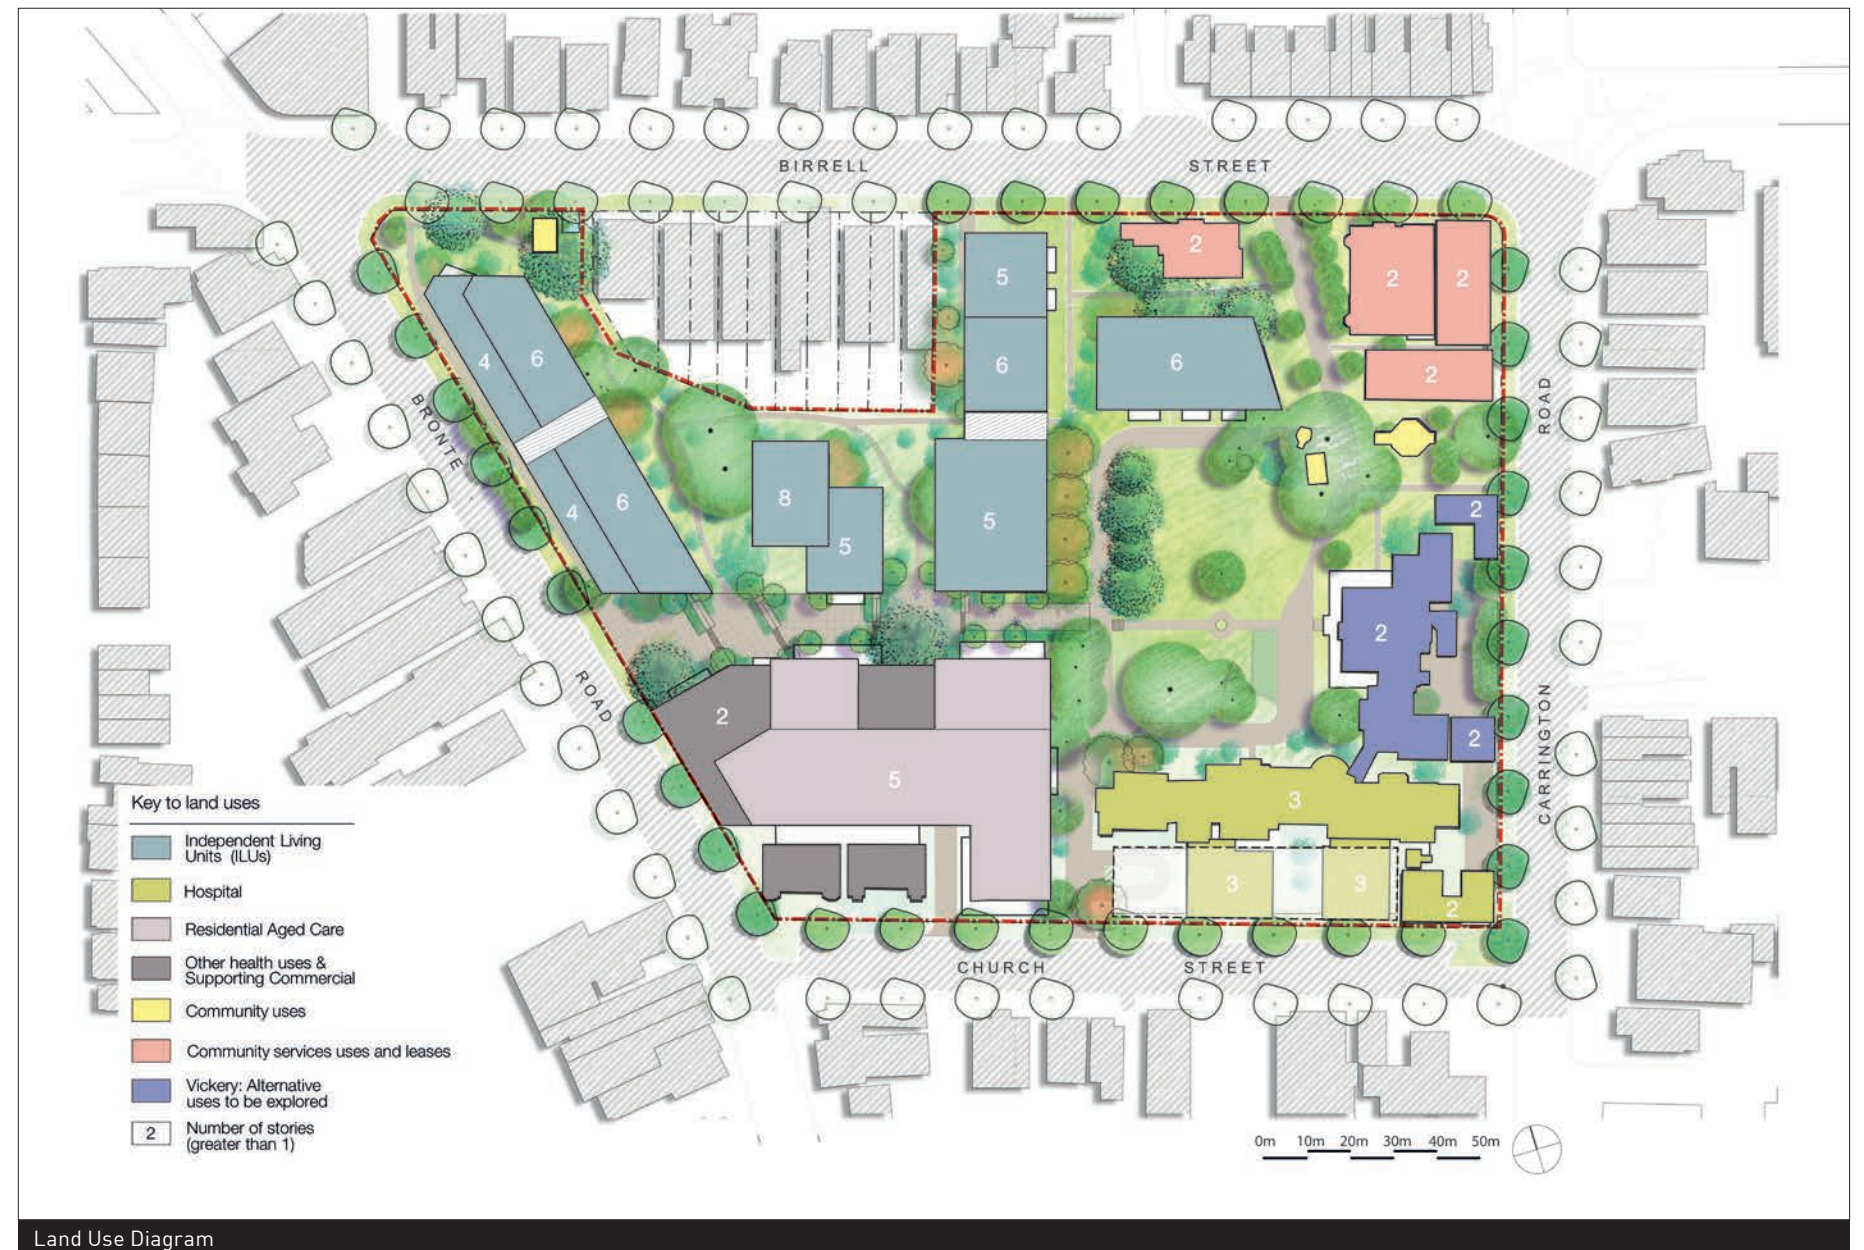 BIRRELL STREET
2
5
2
2
4
6
6
6
2
BRONTE
ROAD
8
2
4
6
5
5
2
ROAD
2
2
5
CARRINGTON
3
Key to land uses
Independent Living
Units (ILUs)
Hospital
3
3
2
Residential Aged Care
Other health uses &
Supporting Commercial
CHURCH STREET
Community uses
Community services uses and leases
Vickery: Alternative
uses to be explored
2 Number of stories
(greater than 1)
0m 10m 20m 30m 40m 50m
Land Use Diagram